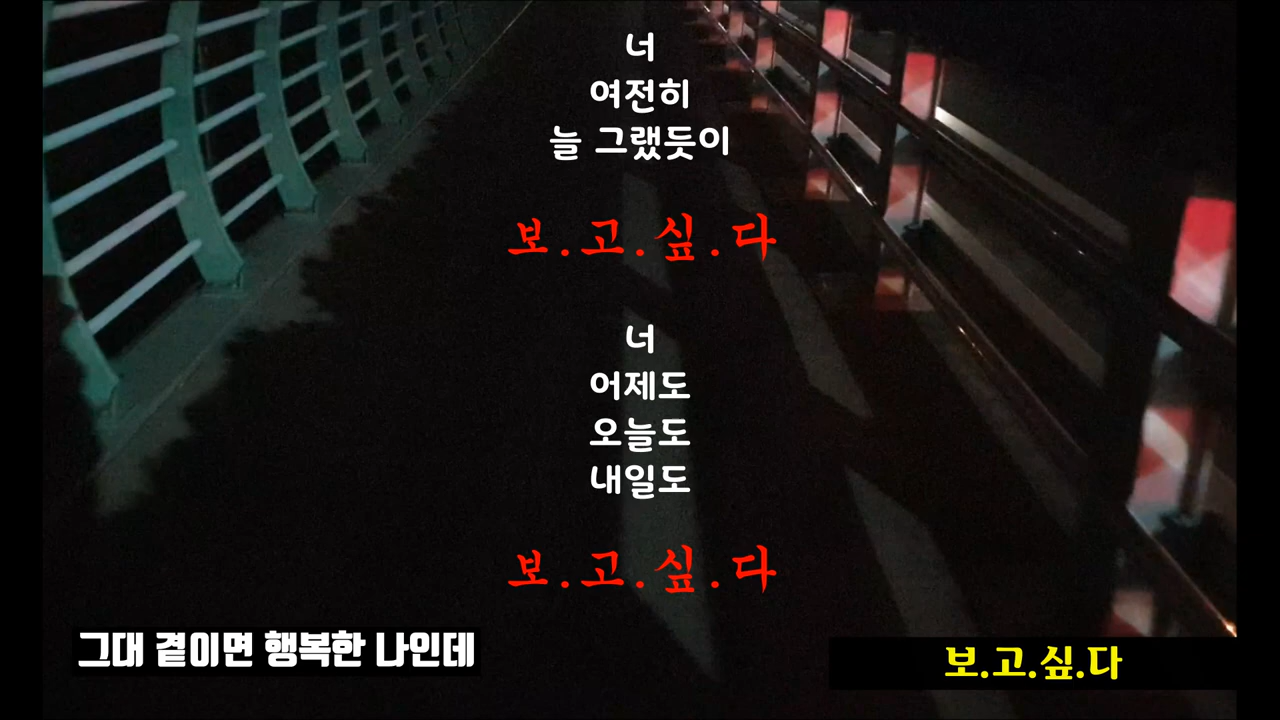 너
여전히
늘 그랬듯이
보.고.싶.다
너
어제도
오늘도
내일도
보.고.싶.다
그대 곁이면 행복한 나인데
보.고.싶.다